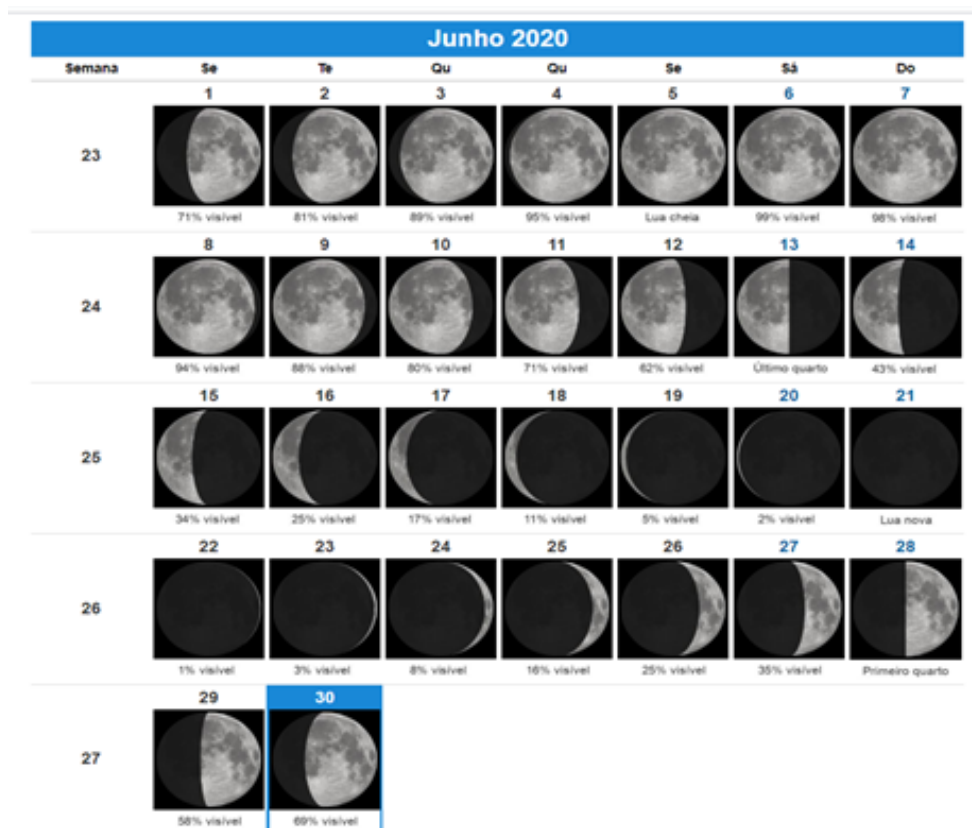 Junho 2020
Semana Se Te Qu Qu Se Sá Do
1 2 3 4 5 6 7
23
71% visível 81% visível 89% visível 95% visível Lua cheia 99% visível 98% visível
8 9 10 11 12 13 14
24
94% visível 88% visível 80% visível 71% visível 62% visível Último quarto 43% visível
15 16 17 18 19 20 21
25
34% visível 25% visível 17% visível 11% visível 5% visível 2% visível Lua nova
22 23 24 25 26 27 28
26
1% visível 3% visível 8% visível 16% visível 25% visível 35% visível Primeiro quarto
29 30
27
58% visível 69% visível